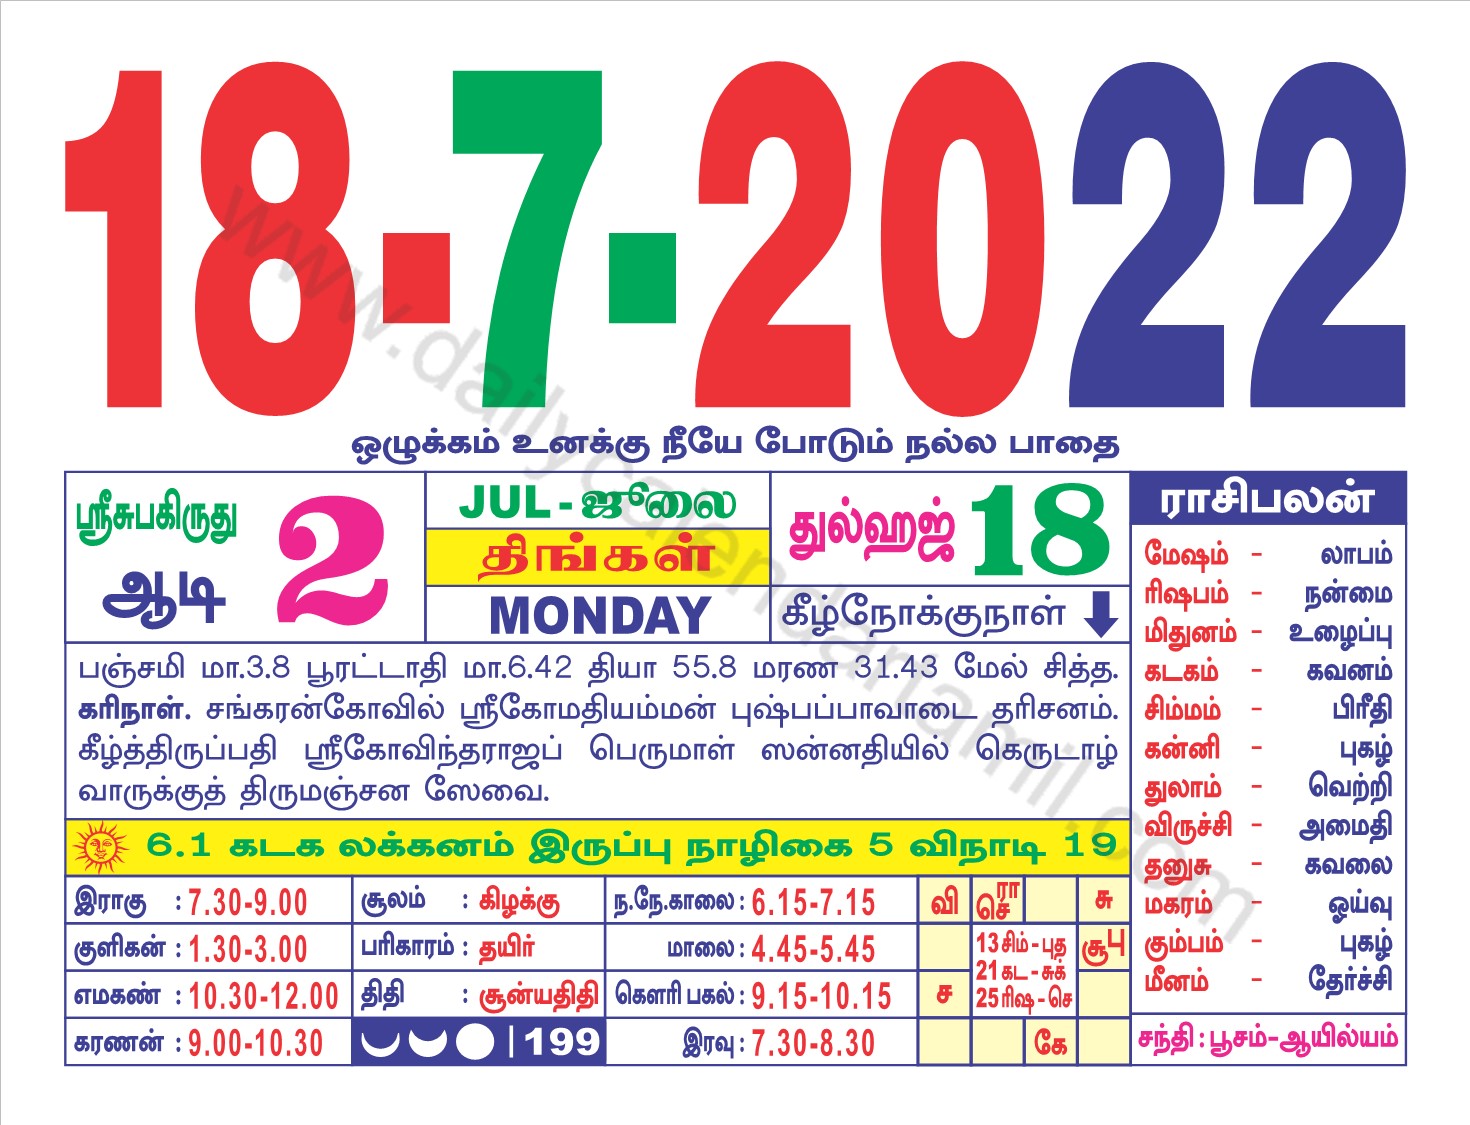 18-7-2022
ஒழுக்கம் உனக்கு நீயே போடும் நல்ல பாதை
ஸ்ரீசுபகிருது
ஆடி 2
JUL - ஜூலை
திங்கள்
MONDAY
துல்ஹஜ் 18
கீழ்நோக்குநாள்
பஞ்சமி மா.3.8 பூரட்டாதி மா.6.42 தியா 55.8 மரண 31.43 மேல் சித்த.
கரிநாள். சங்கரன்கோவில் ஸ்ரீகோமதியம்மன் புஷ்பப்பாவாடை தரிசனம்.
கீழ்த்திருப்பதி ஸ்ரீகோவிந்தராஜப் பெருமாள் ஸன்னதியில் கெருடாழ்
வாருக்குத் திருமஞ்சன ஸேவை.
6.1 கடக லக்கனம் இருப்பு நாழிகை 5 விநாடி 19
இராகு : 7.30-9.00
குளிகன் : 1.30-3.00
எமகண் : 10.30-12.00
கரணன் : 9.00-10.30
சூலம் : கிழக்கு
பரிகாரம் : தயிர்
திதி : சூன்யதிதி
| 199
ந.நே.காலை : 6.15-7.15
மாலை : 4.45-5.45
கௌரி பகல் : 9.15-10.15
இரவு : 7.30-8.30
வி
ரா
செ
சு
சூபு
13 சிம் - புத
21 கட - சுக்
25 ரிஷ - செ
ச
கே
ராசிபலன்
மேஷம் - லாபம்
ரிஷபம் - நன்மை
மிதுனம் - உழைப்பு
கடகம் - கவனம்
சிம்மம் - பிரீதி
கன்னி - புகழ்
துலாம் - வெற்றி
விருச்சி - அமைதி
தனுசு - கவலை
மகரம் - ஓய்வு
கும்பம் - புகழ்
மீனம் - தேர்ச்சி
சந்தி : பூசம்-ஆயில்யம்
www.dailycalendartamil.com